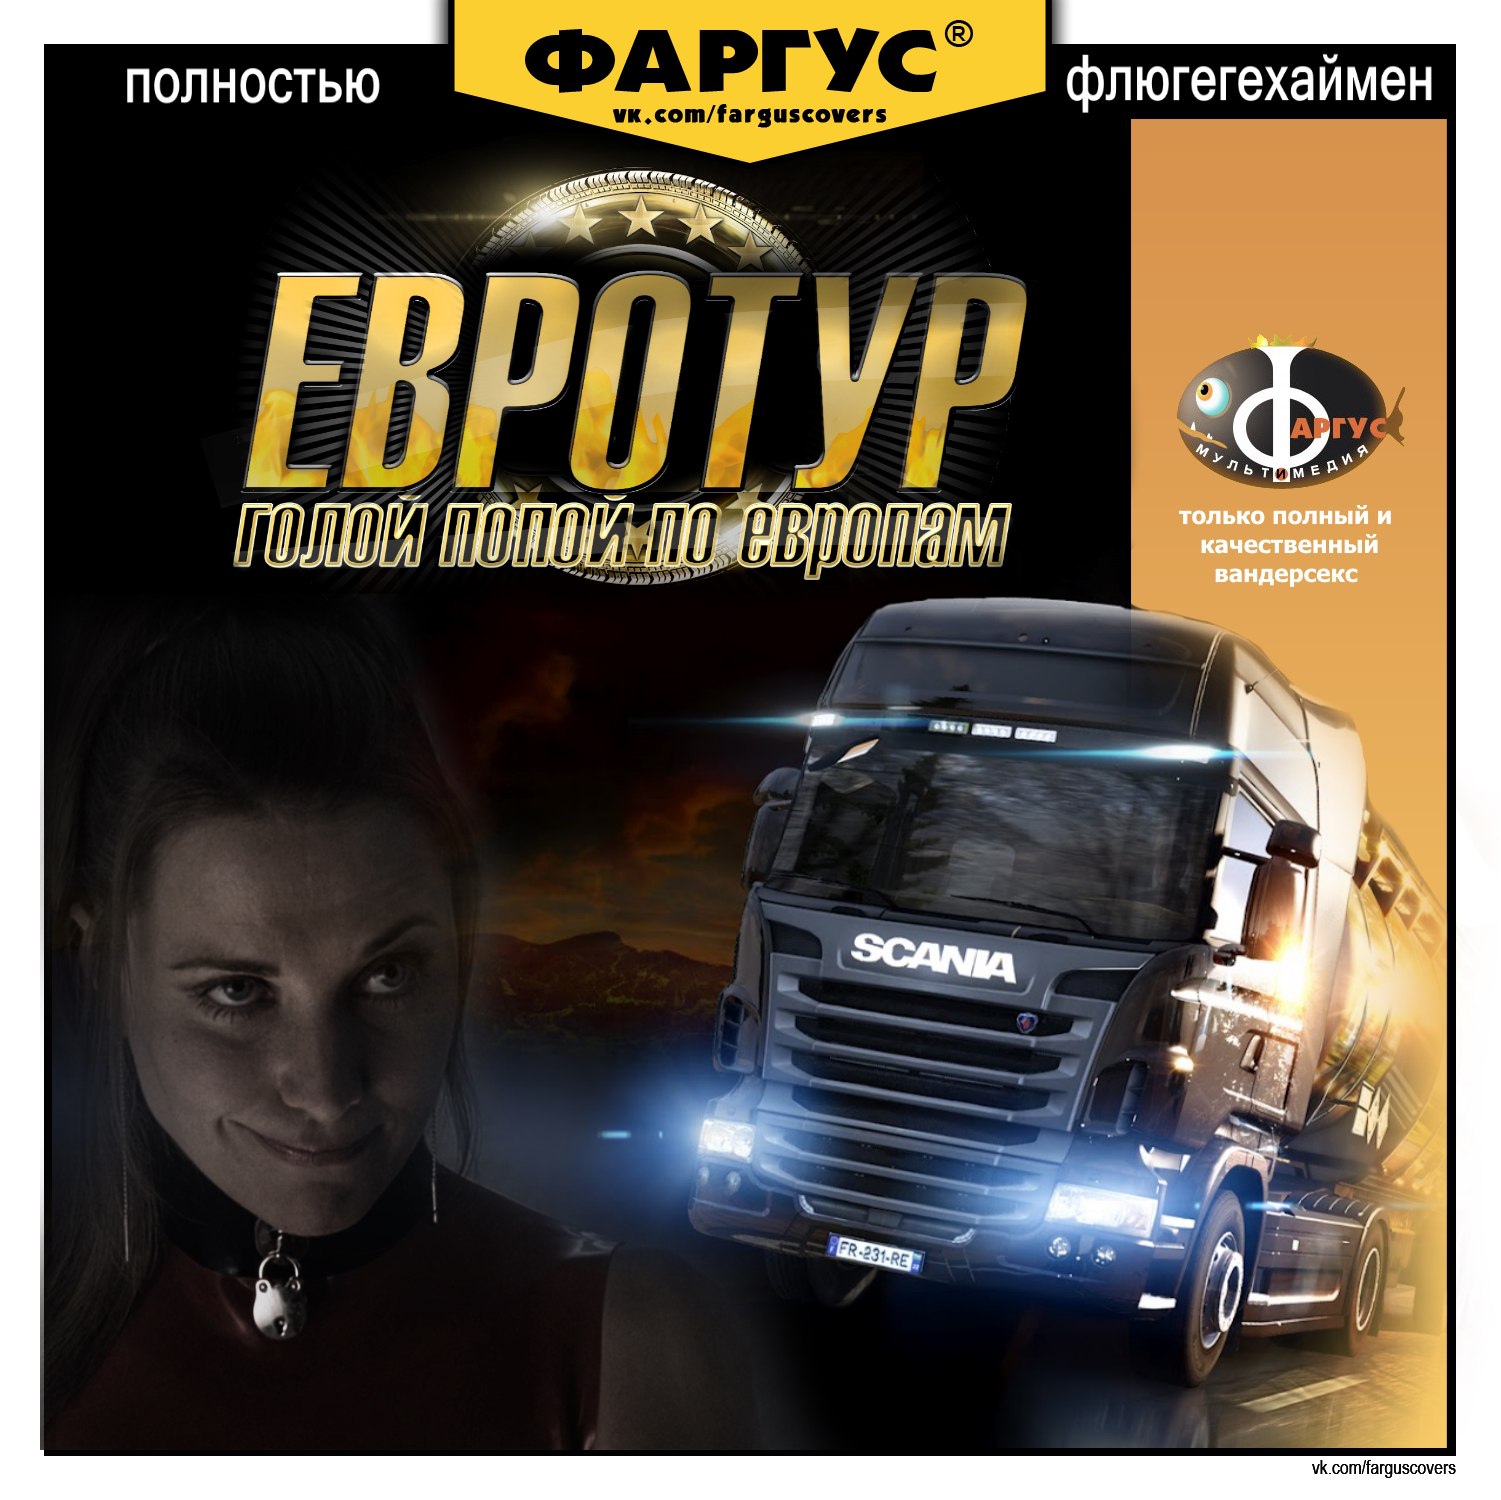 ФАРГУС®
vk.com/farguscovers
ПОЛНОСТЬЮ
ФЛЮГЕГЕХАЙМЕН
ЕВРОТУР
ГОЛОЙ ПОПОЙ ПО ЕВРОПАМ
ФАРГУС
МУЛЬТИМЕДИЯ
только полный и
качественный
вандерсекс
SCANIA
FR-231-RE
vk.com/farguscovers